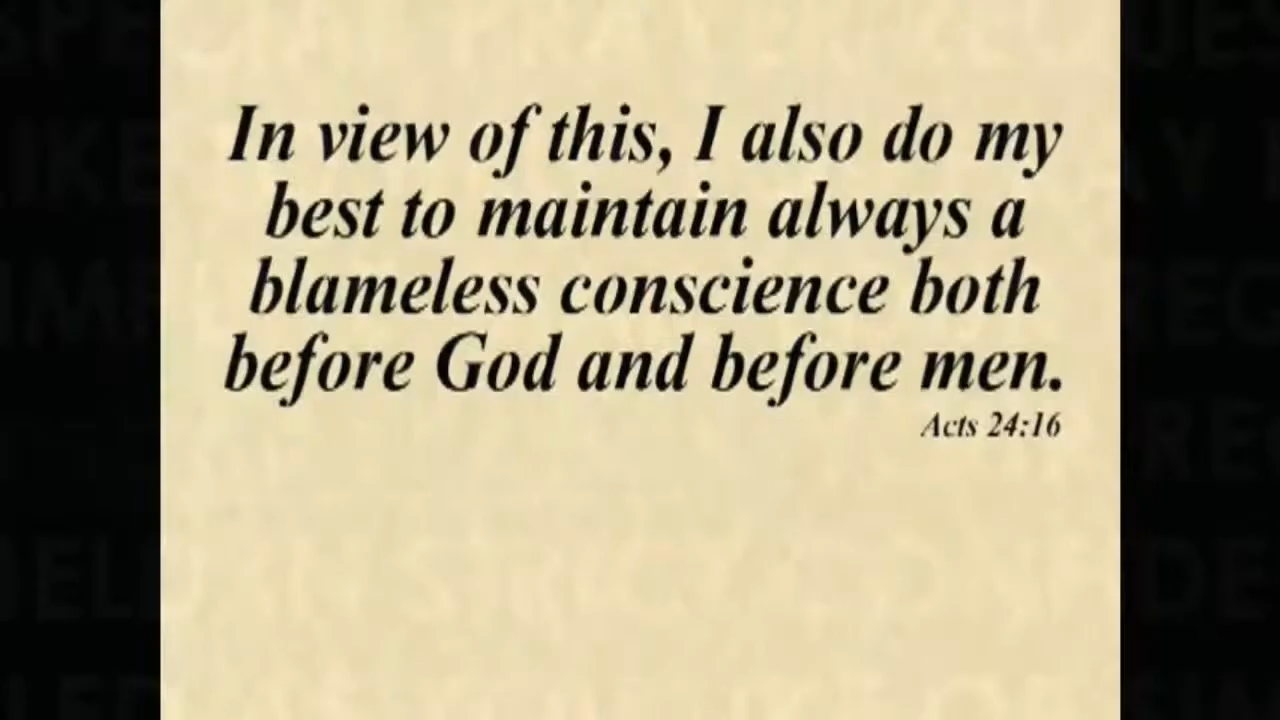 In view of this, I also do my
best to maintain always a
blameless conscience both
before God and before men.
Acts 24:16